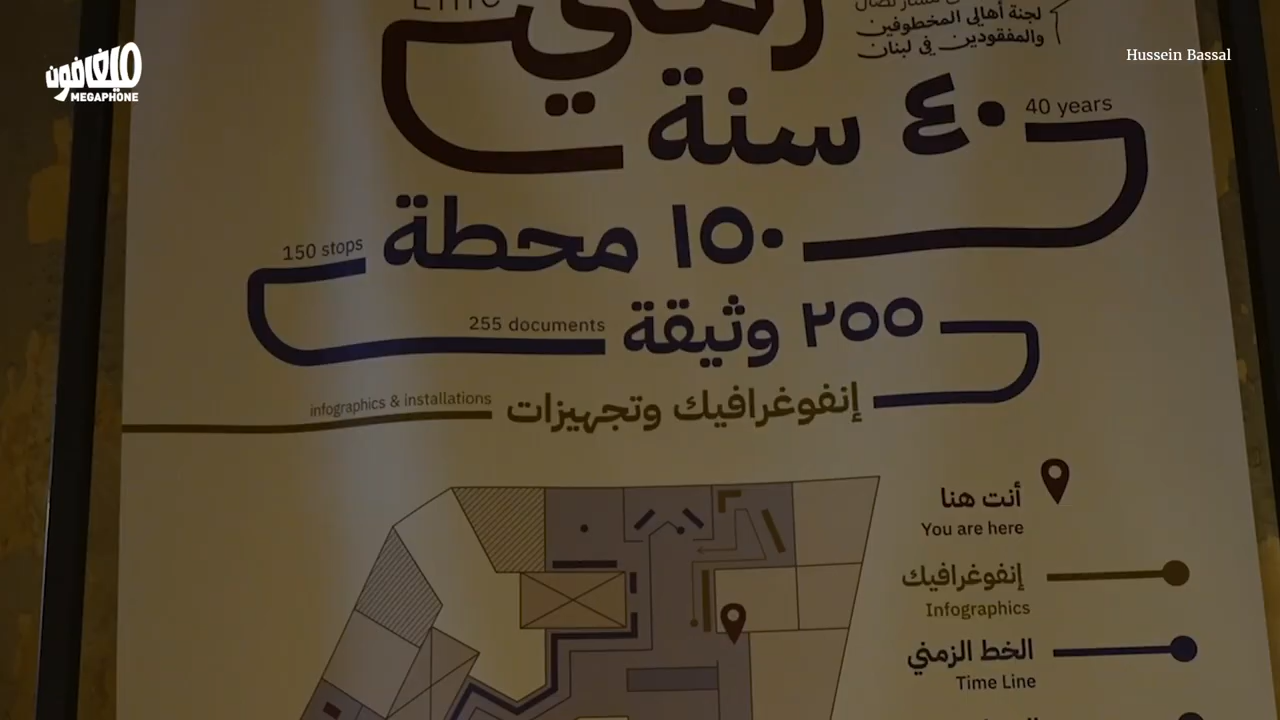 ميغافون
MEGAPHONE
Hussein Bassal
لجنة أهالي المخطوفين
والمفقودين في لبنان
٤٠ سنة
40 years
١٥٠ محطة
150 stops
٢٥٥ وثيقة
255 documents
إنفوغرافيك وتجهيزات
infographics & installations
أنت هنا
You are here
إنفوغرافيك
Infographics
الخط الزمني
Time Line